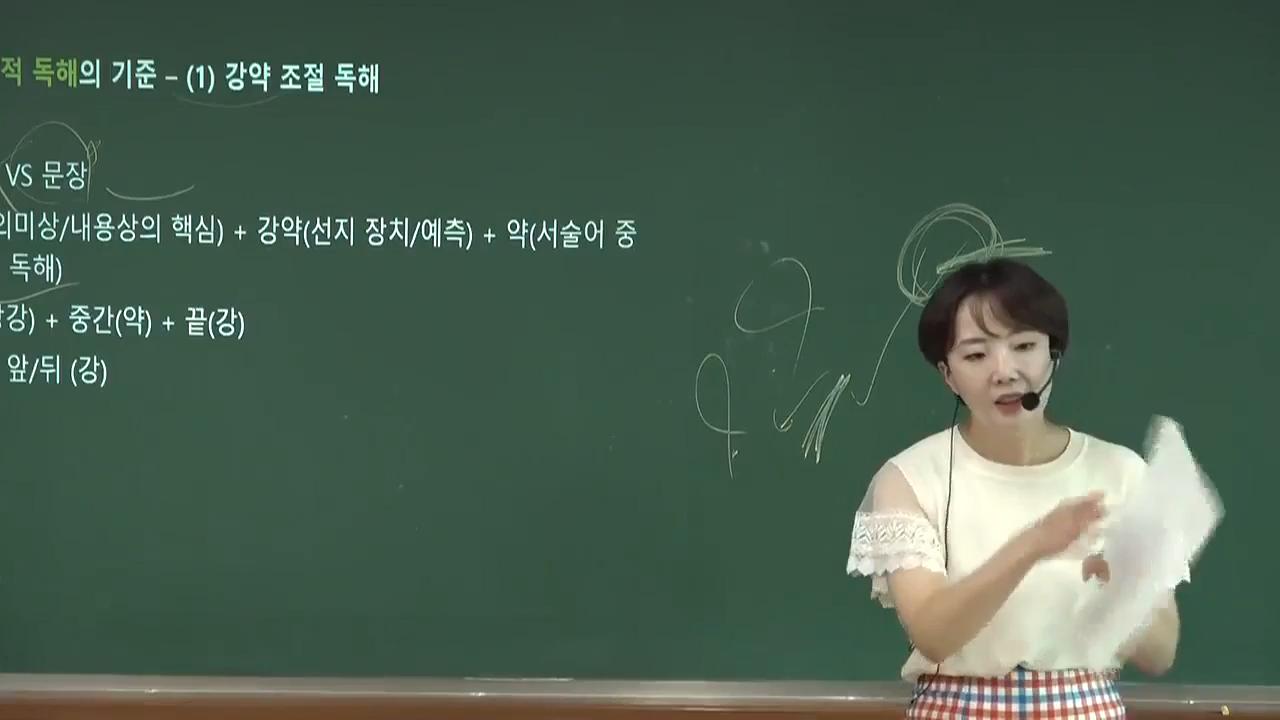 적 독해의 기준 – (1) 강약 조절 독해
VS 문장
의미상/내용상의 핵심) + 강약(선지 장치/예측) + 약(서술어 중
독해)
강) + 중간(약) + 끝(강)
앞/뒤 (강)